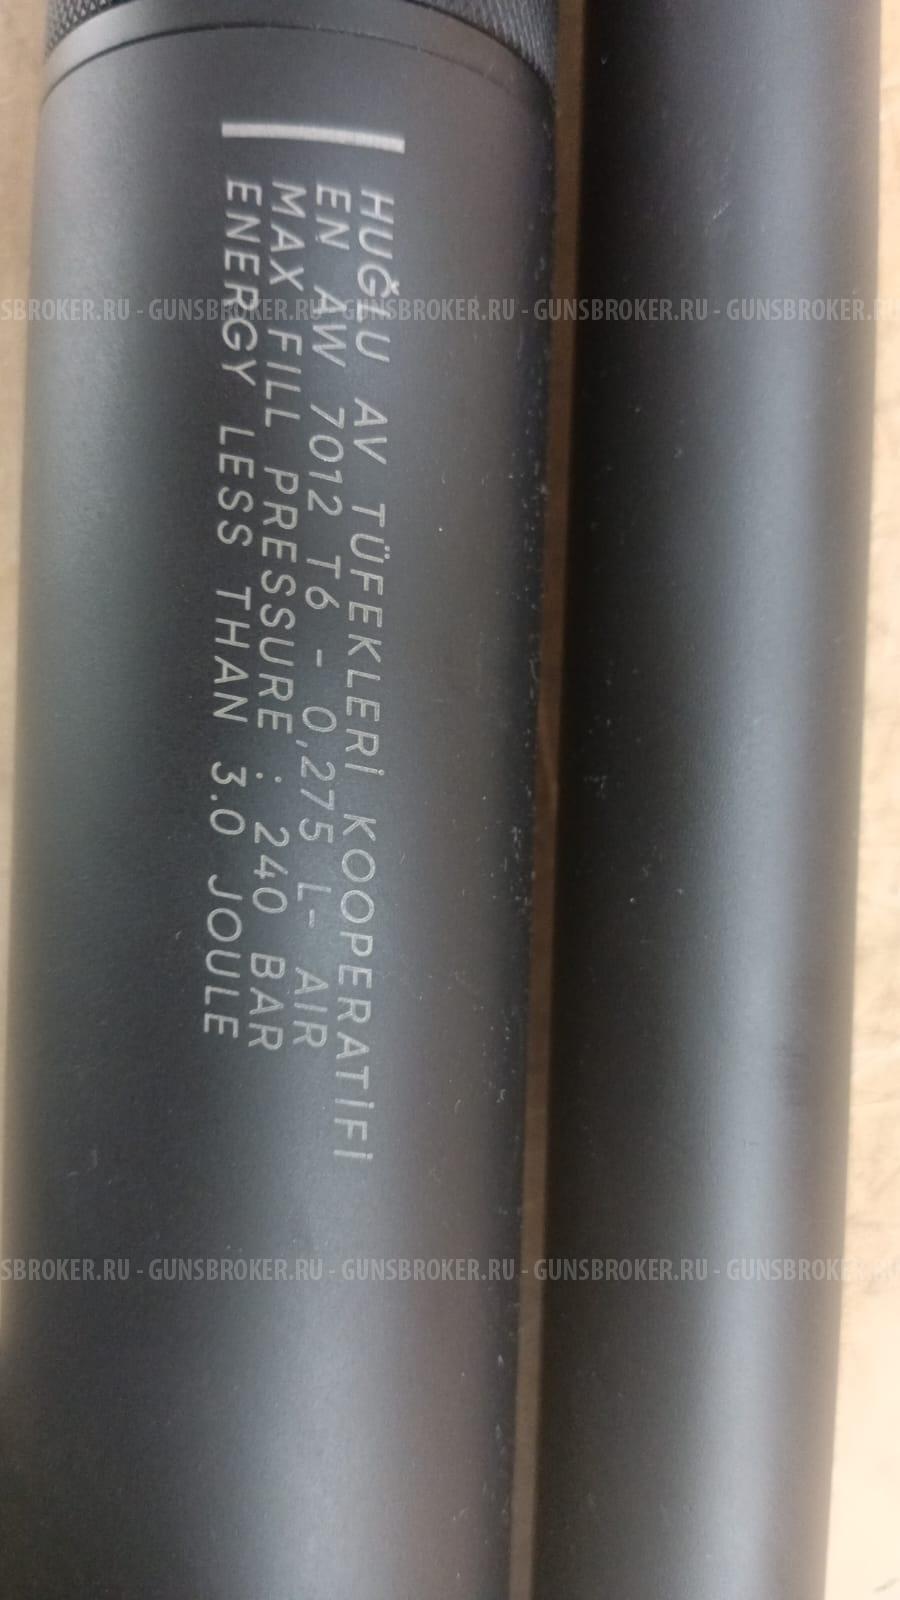 HUĞLU AV TÜFEKLERİ KOOPERATİFİ
EN AW 7012 T6 - 0,275 L- AIR
MAX FILL PRESSURE : 240 BAR
ENERGY LESS THAN 3.0 JOULE
SBROKER.RU - GUNSBROKER.RU - GUNSBROKER.RU - GUNSBROKER.RU - GUNSBROKER.R
SBROKER.RU - GUNSBROKER.RU - GUNSBROKER.RU - GUNSBROKER.RU - GUNSBROKER